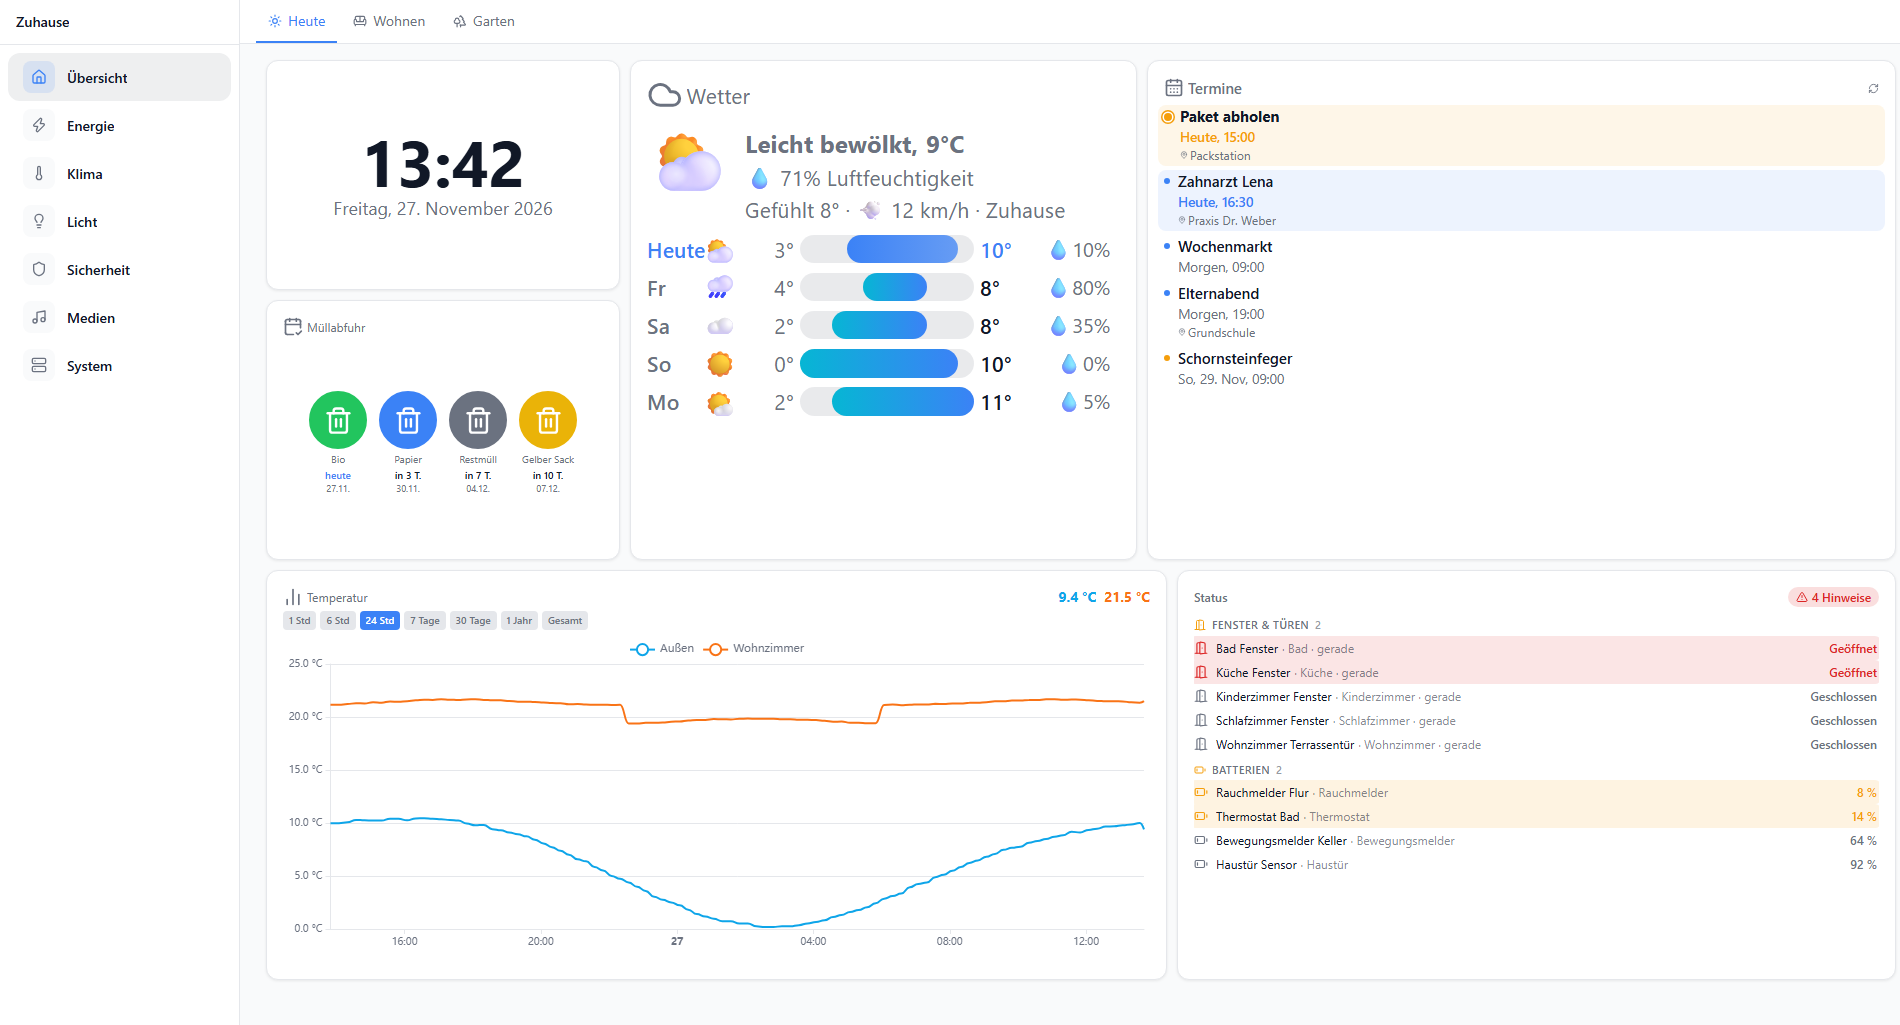 Zuhause
Übersicht
Energie
Klima
Licht
Sicherheit
Medien
System
Heute
Wohnen
Garten
13:42
Freitag, 27. November 2026
Müllabfuhr
Bio
heute
27.11.
Papier
in 3 T.
30.11.
Restmüll
in 7 T.
04.12.
Gelber Sack
in 10 T.
07.12.
Wetter
Leicht bewölkt, 9°C
71% Luftfeuchtigkeit
Gefühlt 8° · 12 km/h · Zuhause
Heute 3° 10° 10%
Fr 4° 8° 80%
Sa 2° 8° 35%
So 0° 10° 0%
Mo 2° 11° 5%
Termine
Paket abholen
Heute, 15:00
Packstation
Zahnarzt Lena
Heute, 16:30
Praxis Dr. Weber
Wochenmarkt
Morgen, 09:00
Elternabend
Morgen, 19:00
Grundschule
Schornsteinfeger
So, 29. Nov, 09:00
Temperatur
9.4 °C 21.5 °C
1 Std 6 Std 24 Std 7 Tage 30 Tage 1 Jahr Gesamt
Außen Wohnzimmer
25.0 °C
20.0 °C
15.0 °C
10.0 °C
5.0 °C
0.0 °C
16:00 20:00 27 04:00 08:00 12:00
Status
4 Hinweise
FENSTER & TÜREN 2
Bad Fenster · Bad · gerade Geöffnet
Küche Fenster · Küche · gerade Geöffnet
Kinderzimmer Fenster · Kinderzimmer · gerade Geschlossen
Schlafzimmer Fenster · Schlafzimmer · gerade Geschlossen
Wohnzimmer Terrassentür · Wohnzimmer · gerade Geschlossen
BATTERIEN 2
Rauchmelder Flur · Rauchmelder 8 %
Thermostat Bad · Thermostat 14 %
Bewegungsmelder Keller · Bewegungsmelder 64 %
Haustür Sensor · Haustür 92 %